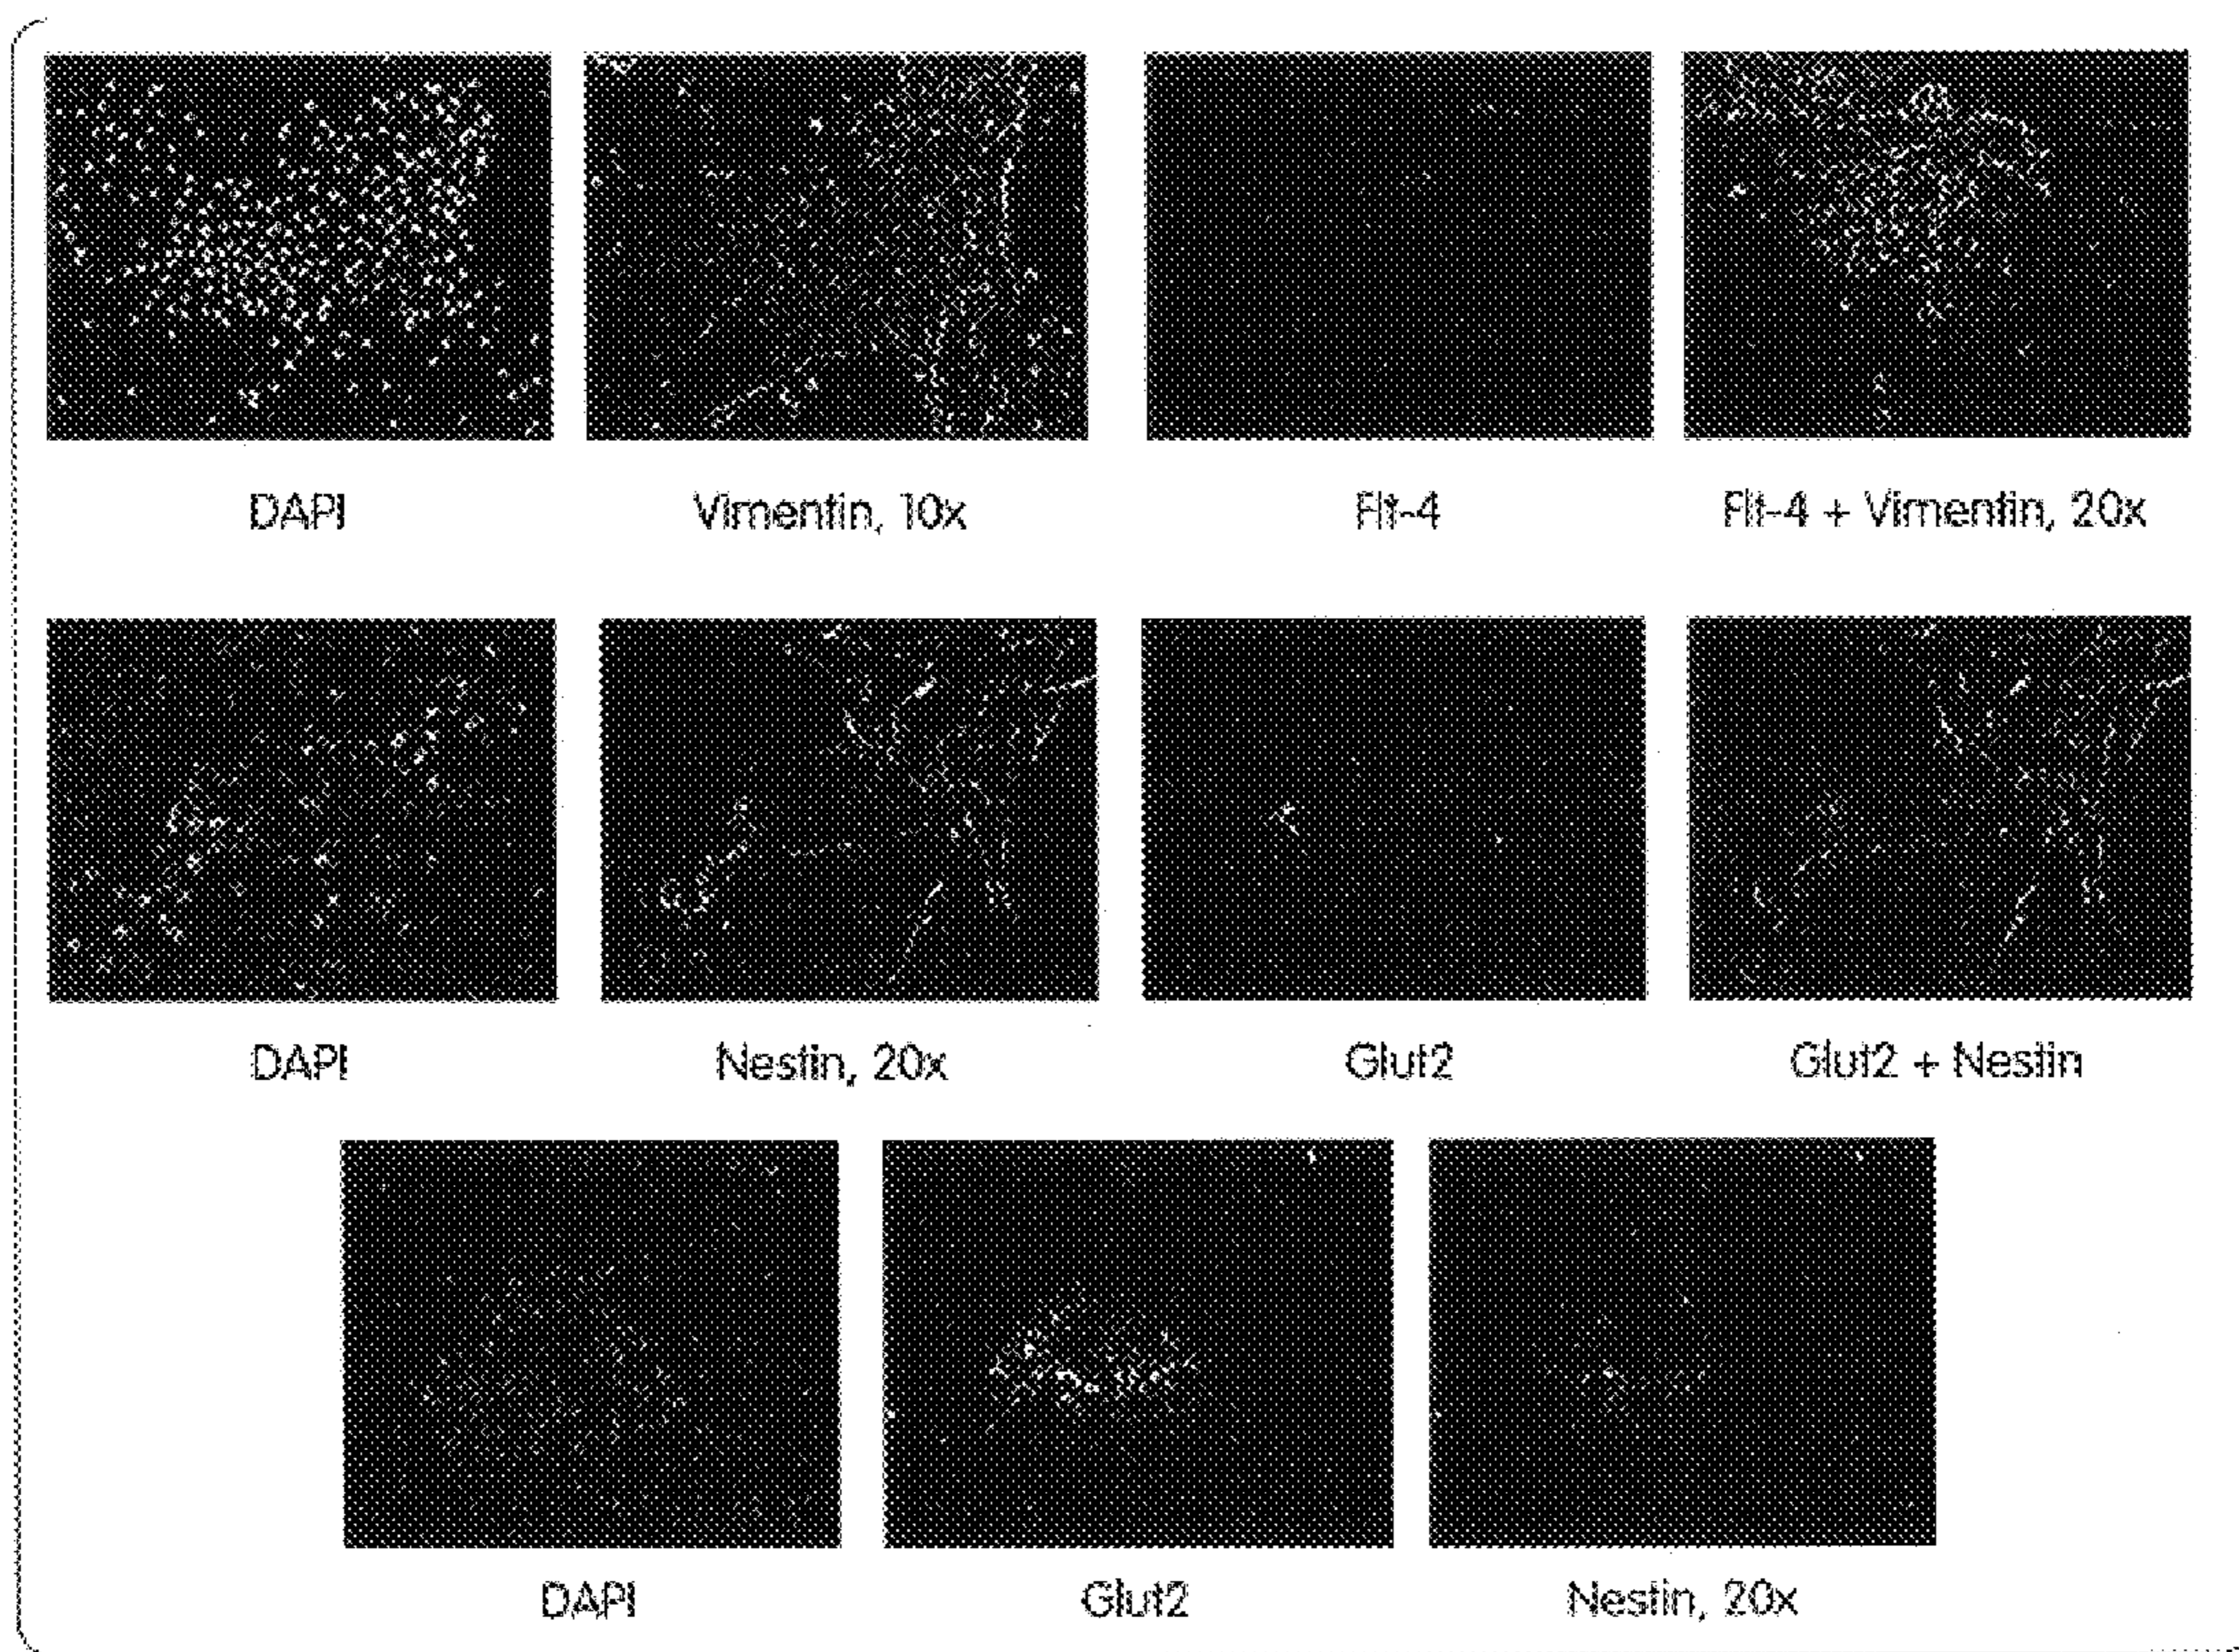 DAPI
Vimentin, 10x
Flt-4
Flt-4 + Vimentin, 20x
DAPI
Nestin, 20x
Glut2
Glut2 + Nestin
DAPI
Glut2
Nestin, 20x